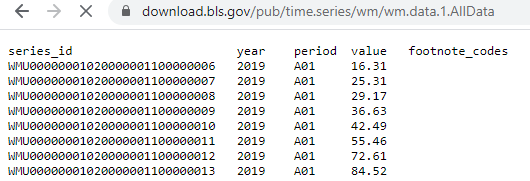 download.bls.gov/pub/time.series/wm/wm.data.1.AllData
series_id year period value footnote_codes
WMU00000001020000001100000006 2019 A01 16.31
WMU00000001020000001100000007 2019 A01 25.31
WMU00000001020000001100000008 2019 A01 29.17
WMU00000001020000001100000009 2019 A01 36.63
WMU00000001020000001100000010 2019 A01 42.49
WMU00000001020000001100000011 2019 A01 55.46
WMU00000001020000001100000012 2019 A01 72.61
WMU00000001020000001100000013 2019 A01 84.52